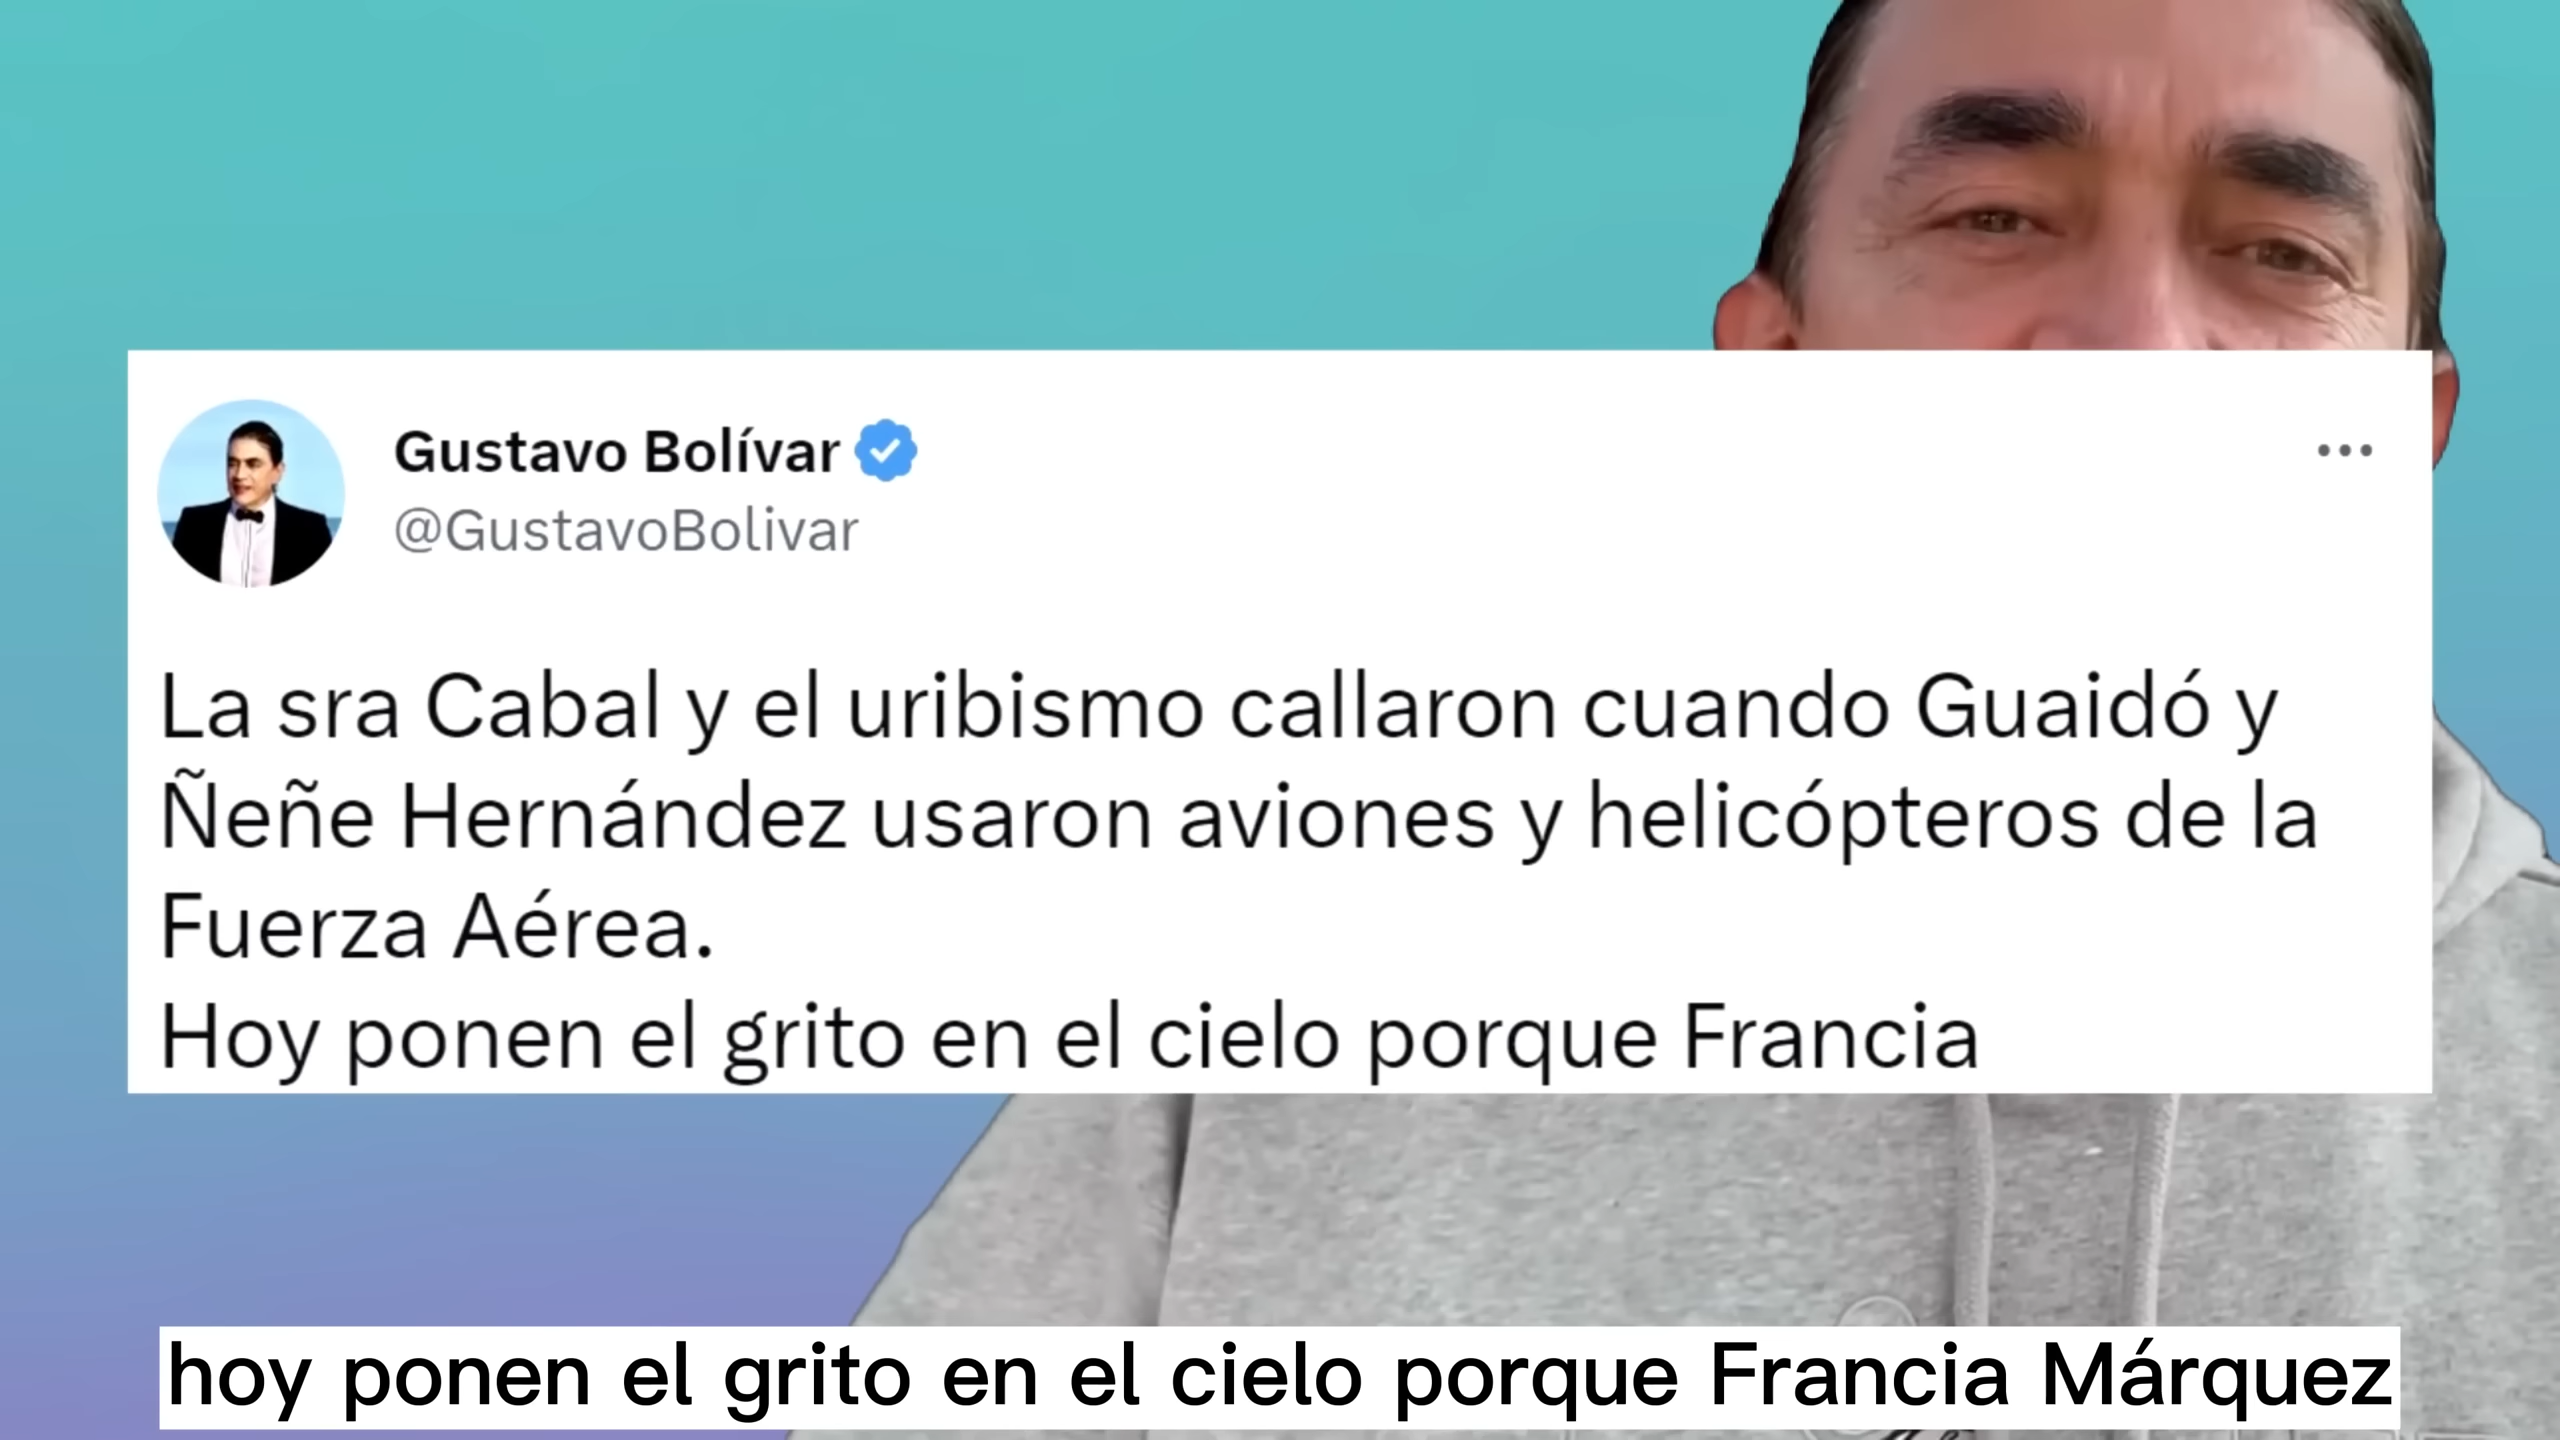 Gustavo Bolívar
@GustavoBolivar
La sra Cabal y el uribismo callaron cuando Guaidó y
Ñeñe Hernández usaron aviones y helicópteros de la
Fuerza Aérea.
Hoy ponen el grito en el cielo porque Francia
hoy ponen el grito en el cielo porque Francia Márquez